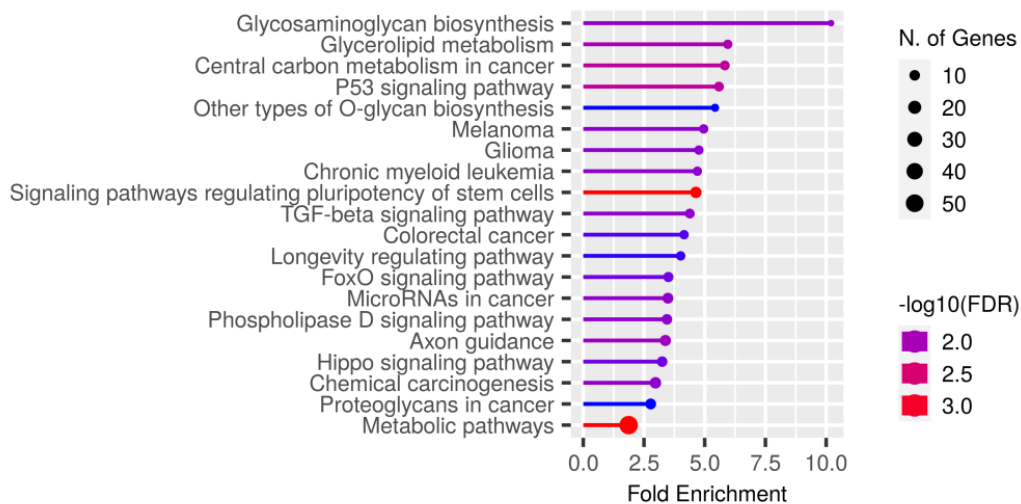 Glycosaminoglycan biosynthesis
Glycerolipid metabolism
Central carbon metabolism in cancer
P53 signaling pathway
Other types of O-glycan biosynthesis
Melanoma
Glioma
Chronic myeloid leukemia
Signaling pathways regulating pluripotency of stem cells
TGF-beta signaling pathway
Colorectal cancer
Longevity regulating pathway
FoxO signaling pathway
MicroRNAs in cancer
Phospholipase D signaling pathway
Axon guidance
Hippo signaling pathway
Chemical carcinogenesis
Proteoglycans in cancer
Metabolic pathways
0.0 2.5 5.0 7.5 10.0
Fold Enrichment
N. of Genes
10
20
30
40
50
-log10(FDR)
2.0
2.5
3.0